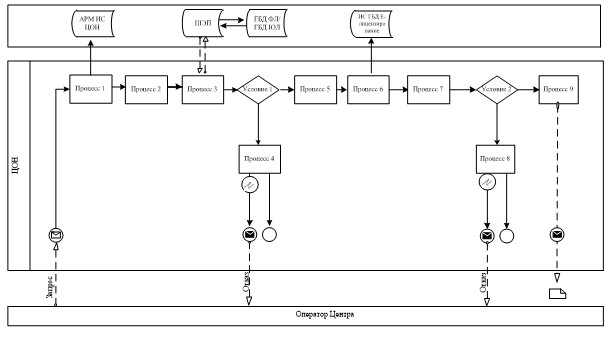 АРМ ИС
ЦОН
ШЭП
ГБД ФЛ/
ГБД ЮЛ
ИС ГБД Е-
лицензиро
вание
ЦОН
Процесс 1
Процесс 2
Процесс 3
Условие 1
Процесс 5
Процесс 6
Процесс 7
Условие 2
Процесс 9
Процесс 4
Процесс 8
Запрос
Отказ
Отказ
Оператор Центра